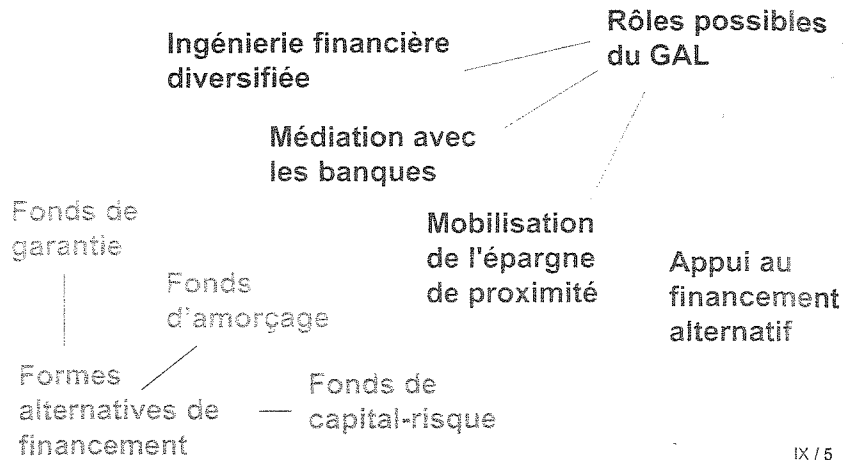 Rôles possibles
du GAL
Ingénierie financière
diversifiée
Médiation avec
les banques
Mobilisation
de l'épargne
de proximité
Appui au
financement
alternatif
Fonds de
garantie
Fonds
d'amorçage
Formes
alternatives de
financement
Fonds de
capital-risque
IX / 5